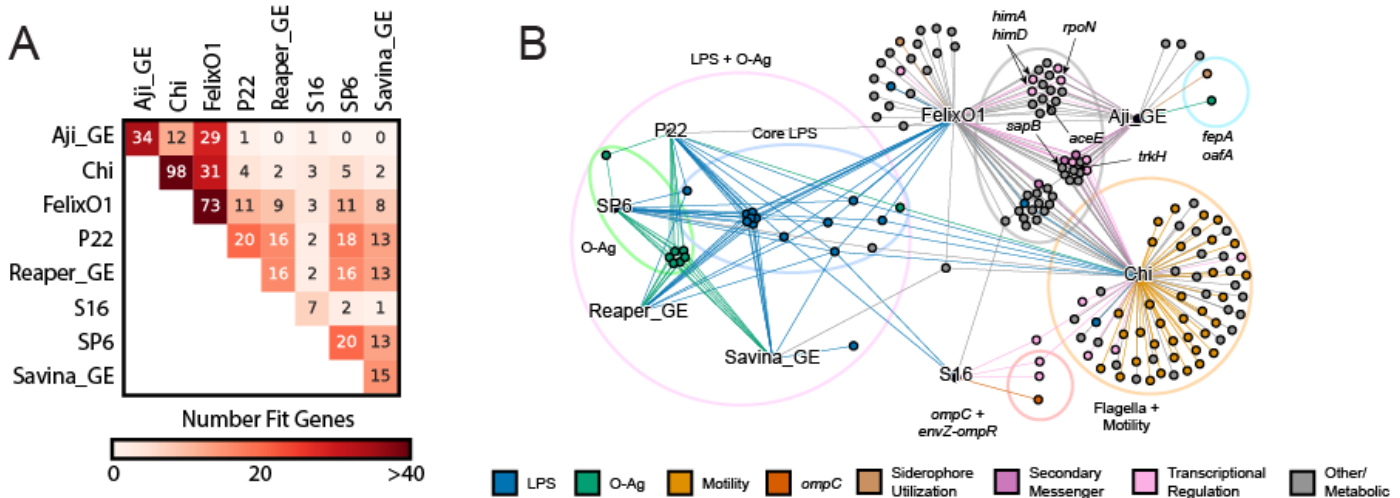 A
Aji_GE
Chi
FelixO1
P22
Reaper_GE
S16
SP6
Savina_GE
Aji_GE 34 12 29 1 0 1 0 0
Chi 98 31 4 2 3 5 2
FelixO1 73 11 9 3 11 8
P22 20 16 2 18 13
Reaper_GE 16 2 16 13
S16 7 2 1
SP6 20 13
Savina_GE 15
Number Fit Genes
0 20 >40
B
LPS + O-Ag
himA
himD
rpoN
P22
Core LPS
FelixO1
Aji_GE
sapB
aceE
trkH
fepA
oafA
SP6
O-Ag
Reaper_GE
Chi
Savina_GE
S16
ompC +
envZ-ompR
Flagella +
Motility
LPS
O-Ag
Motility
ompC
Siderophore
Utilization
Secondary
Messenger
Transcriptional
Regulation
Other/
Metabolic